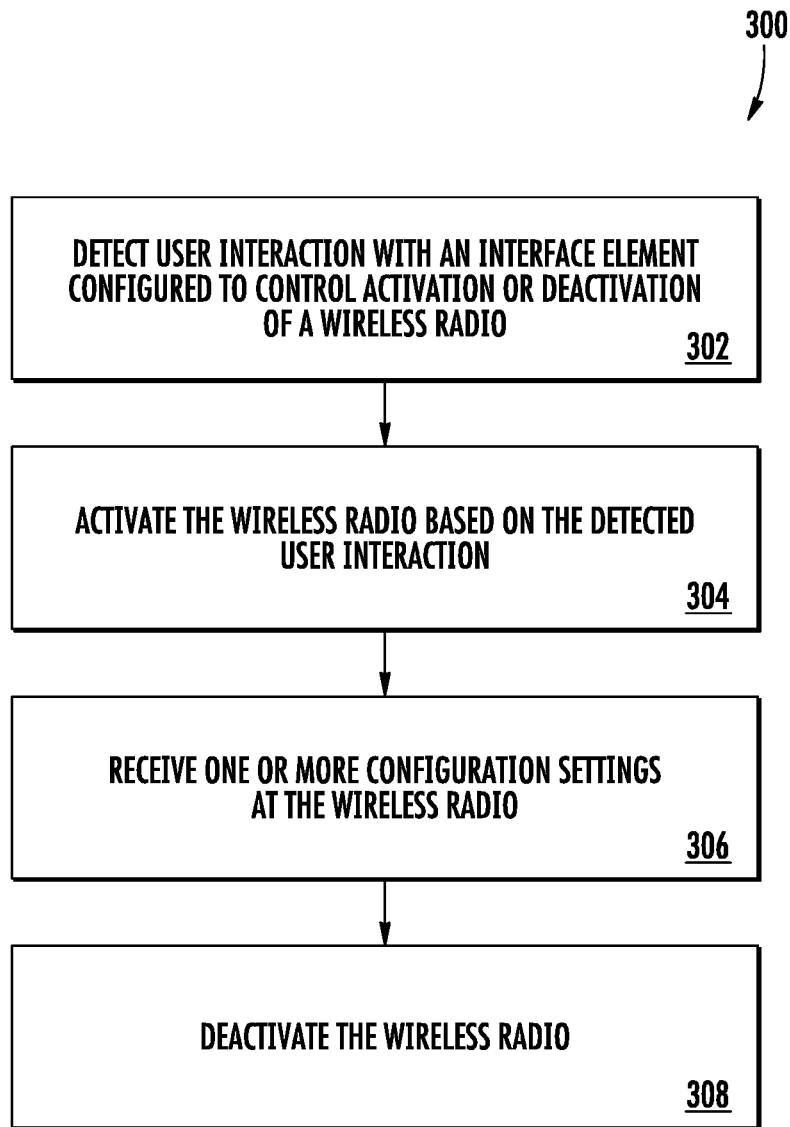 300
DETECT USER INTERACTION WITH AN INTERFACE ELEMENT
CONFIGURED TO CONTROL ACTIVATION OR DEACTIVATION
OF A WIRELESS RADIO
302
ACTIVATE THE WIRELESS RADIO BASED ON THE DETECTED
USER INTERACTION
304
RECEIVE ONE OR MORE CONFIGURATION SETTINGS
AT THE WIRELESS RADIO
306
DEACTIVATE THE WIRELESS RADIO
308